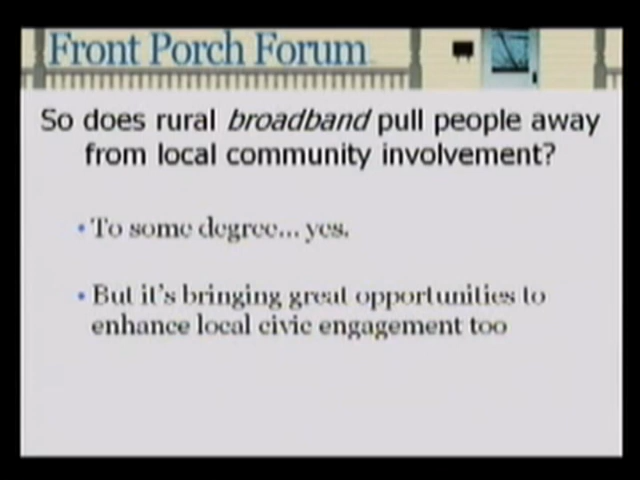 Front Porch Forum
So does rural broadband pull people away
from local community involvement?
• To some degree... yes.
• But it's bringing great opportunities to
enhance local civic engagement too